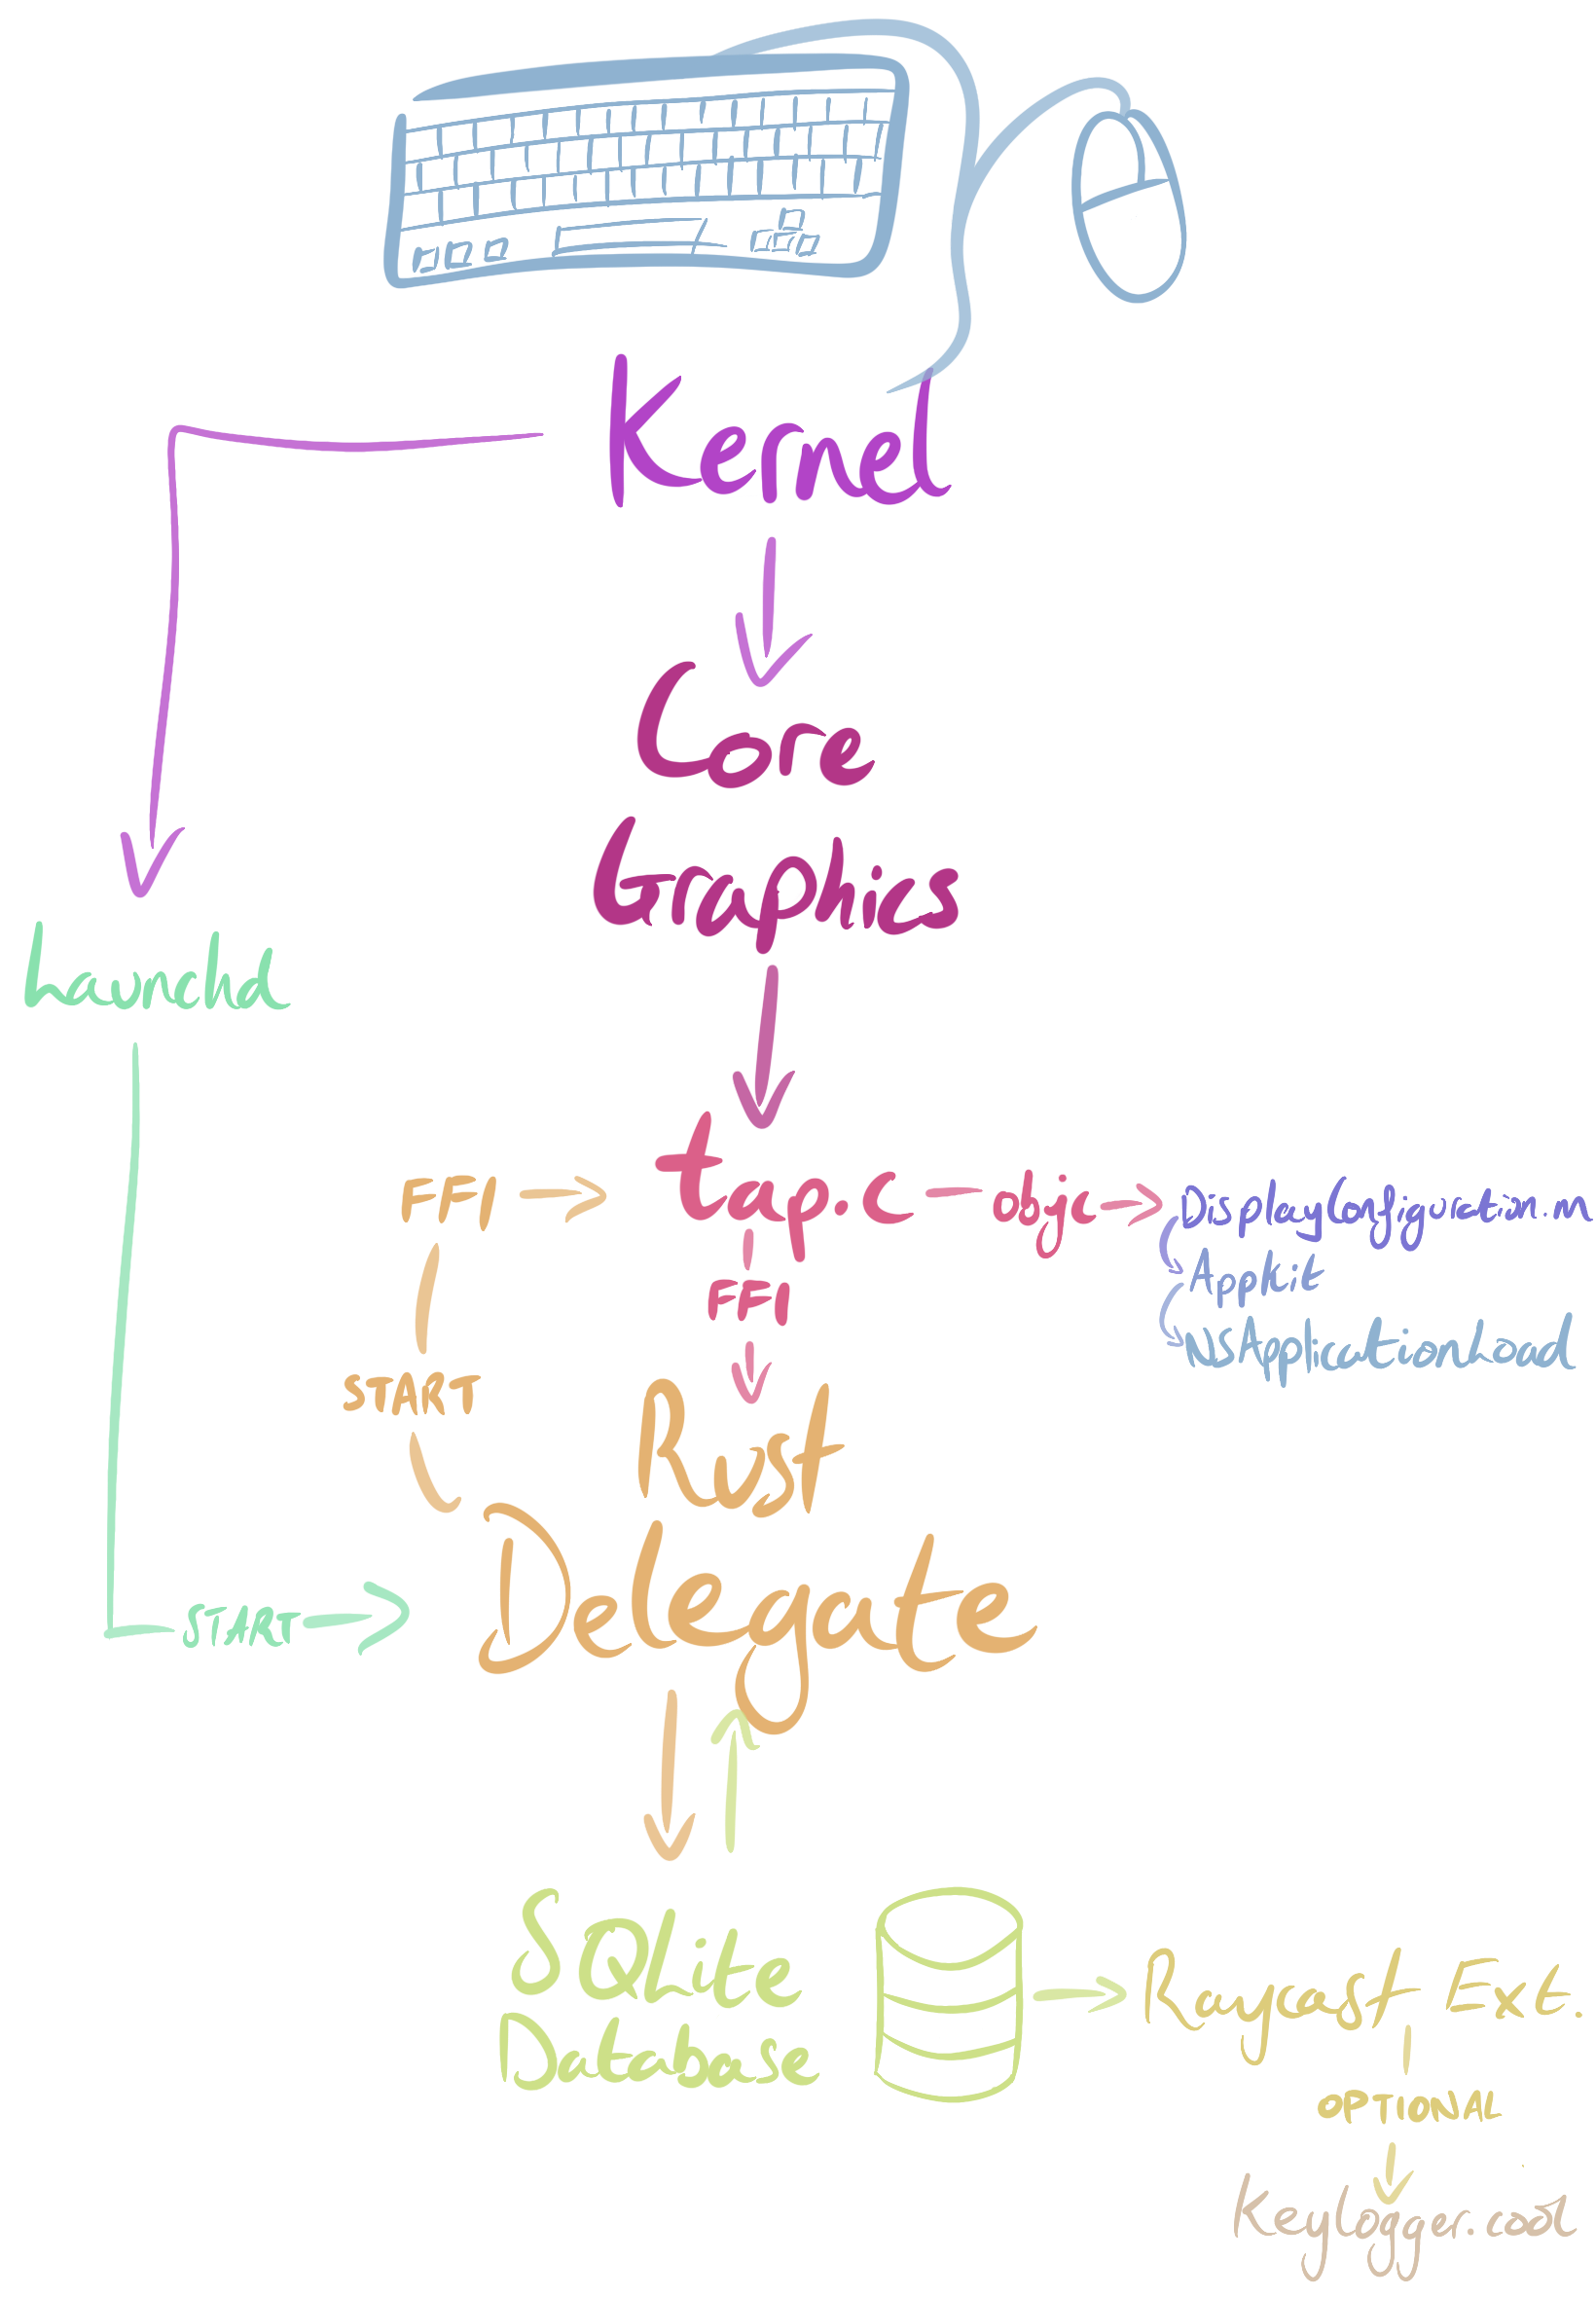 Kernel
Core
Graphics
Launchd
FFI
tap.c
objc
DisplayConfiguration.m
AppKit
NSApplicationLoad
FFI
START
Rust
Delegate
START
SQlite
Database
Raycast Ext.
OPTIONAL
Keylogger.cool